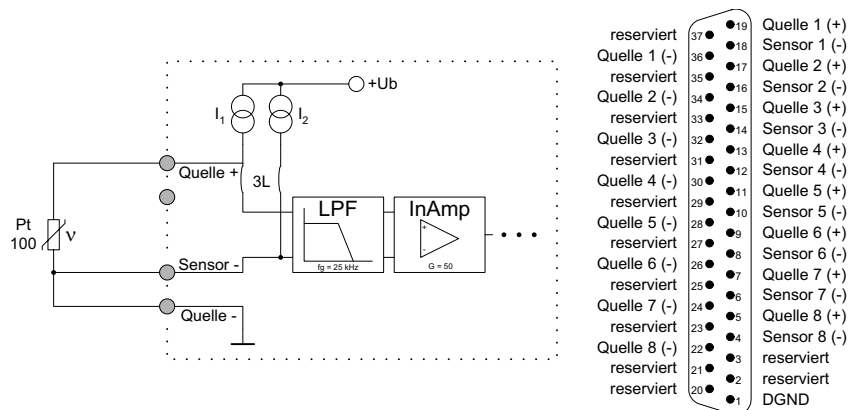 +Ub
I1
I2
Quelle +
3L
LPF
InAmp
Pt
100
ν
+
-
fg = 25 kHz
G = 50
Sensor -
Quelle -
19 Quelle 1 (+)
reserviert 37
18 Sensor 1 (-)
Quelle 1 (-) 36
17 Quelle 2 (+)
reserviert 35
16 Sensor 2 (-)
Quelle 2 (-) 34
15 Quelle 3 (+)
reserviert 33
14 Sensor 3 (-)
Quelle 3 (-) 32
13 Quelle 4 (+)
reserviert 31
12 Sensor 4 (-)
Quelle 4 (-) 30
11 Quelle 5 (+)
reserviert 29
10 Sensor 5 (-)
Quelle 5 (-) 28
9 Quelle 6 (+)
reserviert 27
8 Sensor 6 (-)
Quelle 6 (-) 26
7 Quelle 7 (+)
reserviert 25
6 Sensor 7 (-)
Quelle 7 (-) 24
5 Quelle 8 (+)
reserviert 23
4 Sensor 8 (-)
Quelle 8 (-) 22
3 reserviert
reserviert 21
2 reserviert
reserviert 20
1 DGND